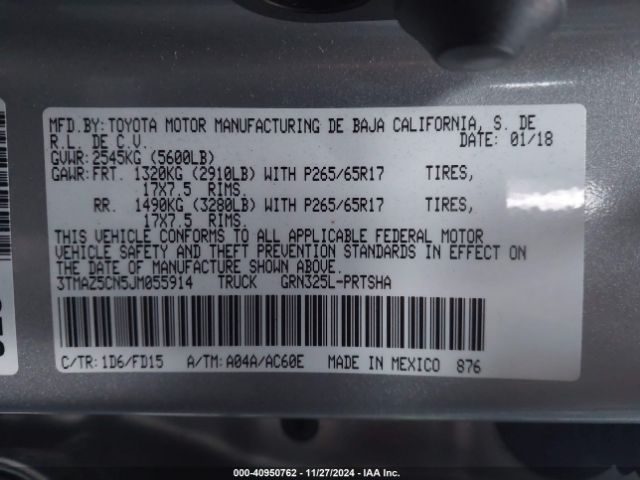 MFD.BY: TOYOTA MOTOR MANUFACTURING DE BAJA CALIFORNIA, S. DE
R.L. DE C.V. DATE: 01/18
GVWR: 2545KG (5600LB)
GAWR: FRT. 1320KG (2910LB) WITH P265/65R17 TIRES,
17X7.5 RIMS.
RR. 1490KG (3280LB) WITH P265/65R17 TIRES,
17X7.5 RIMS.
THIS VEHICLE CONFORMS TO ALL APPLICABLE FEDERAL MOTOR
VEHICLE SAFETY AND THEFT PREVENTION STANDARDS IN EFFECT ON
THE DATE OF MANUFACTURE SHOWN ABOVE.
3TMAZ5CN5JM055914 TRUCK GRN325L-PRTSHA
C/TR: 1D6/FD15 A/TM: A04A/AC60E MADE IN MEXICO 876
000-40950762 - 11/27/2024 - IAA Inc.